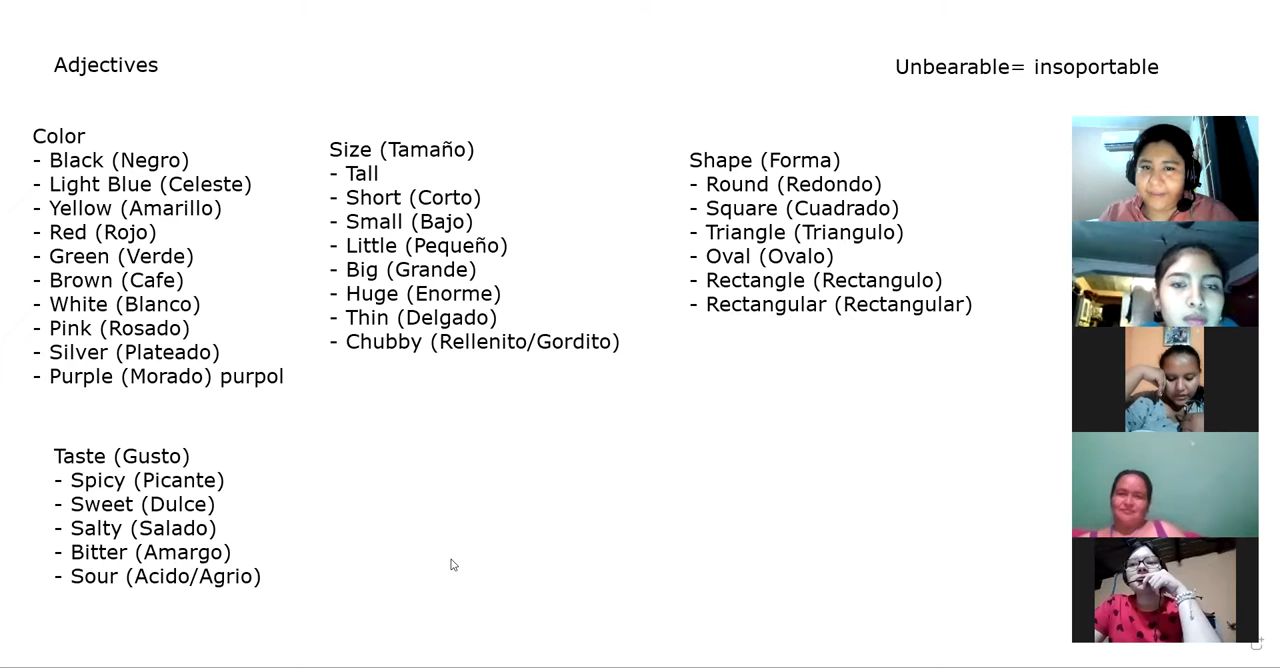 Adjectives
Unbearable= insoportable
Color
- Black (Negro)
- Light Blue (Celeste)
- Yellow (Amarillo)
- Red (Rojo)
- Green (Verde)
- Brown (Cafe)
- White (Blanco)
- Pink (Rosado)
- Silver (Plateado)
- Purple (Morado) purpol
Size (Tamaño)
- Tall
- Short (Corto)
- Small (Bajo)
- Little (Pequeño)
- Big (Grande)
- Huge (Enorme)
- Thin (Delgado)
- Chubby (Rellenito/Gordito)
Shape (Forma)
- Round (Redondo)
- Square (Cuadrado)
- Triangle (Triangulo)
- Oval (Ovalo)
- Rectangle (Rectangulo)
- Rectangular (Rectangular)
Taste (Gusto)
- Spicy (Picante)
- Sweet (Dulce)
- Salty (Salado)
- Bitter (Amargo)
- Sour (Acido/Agrio)